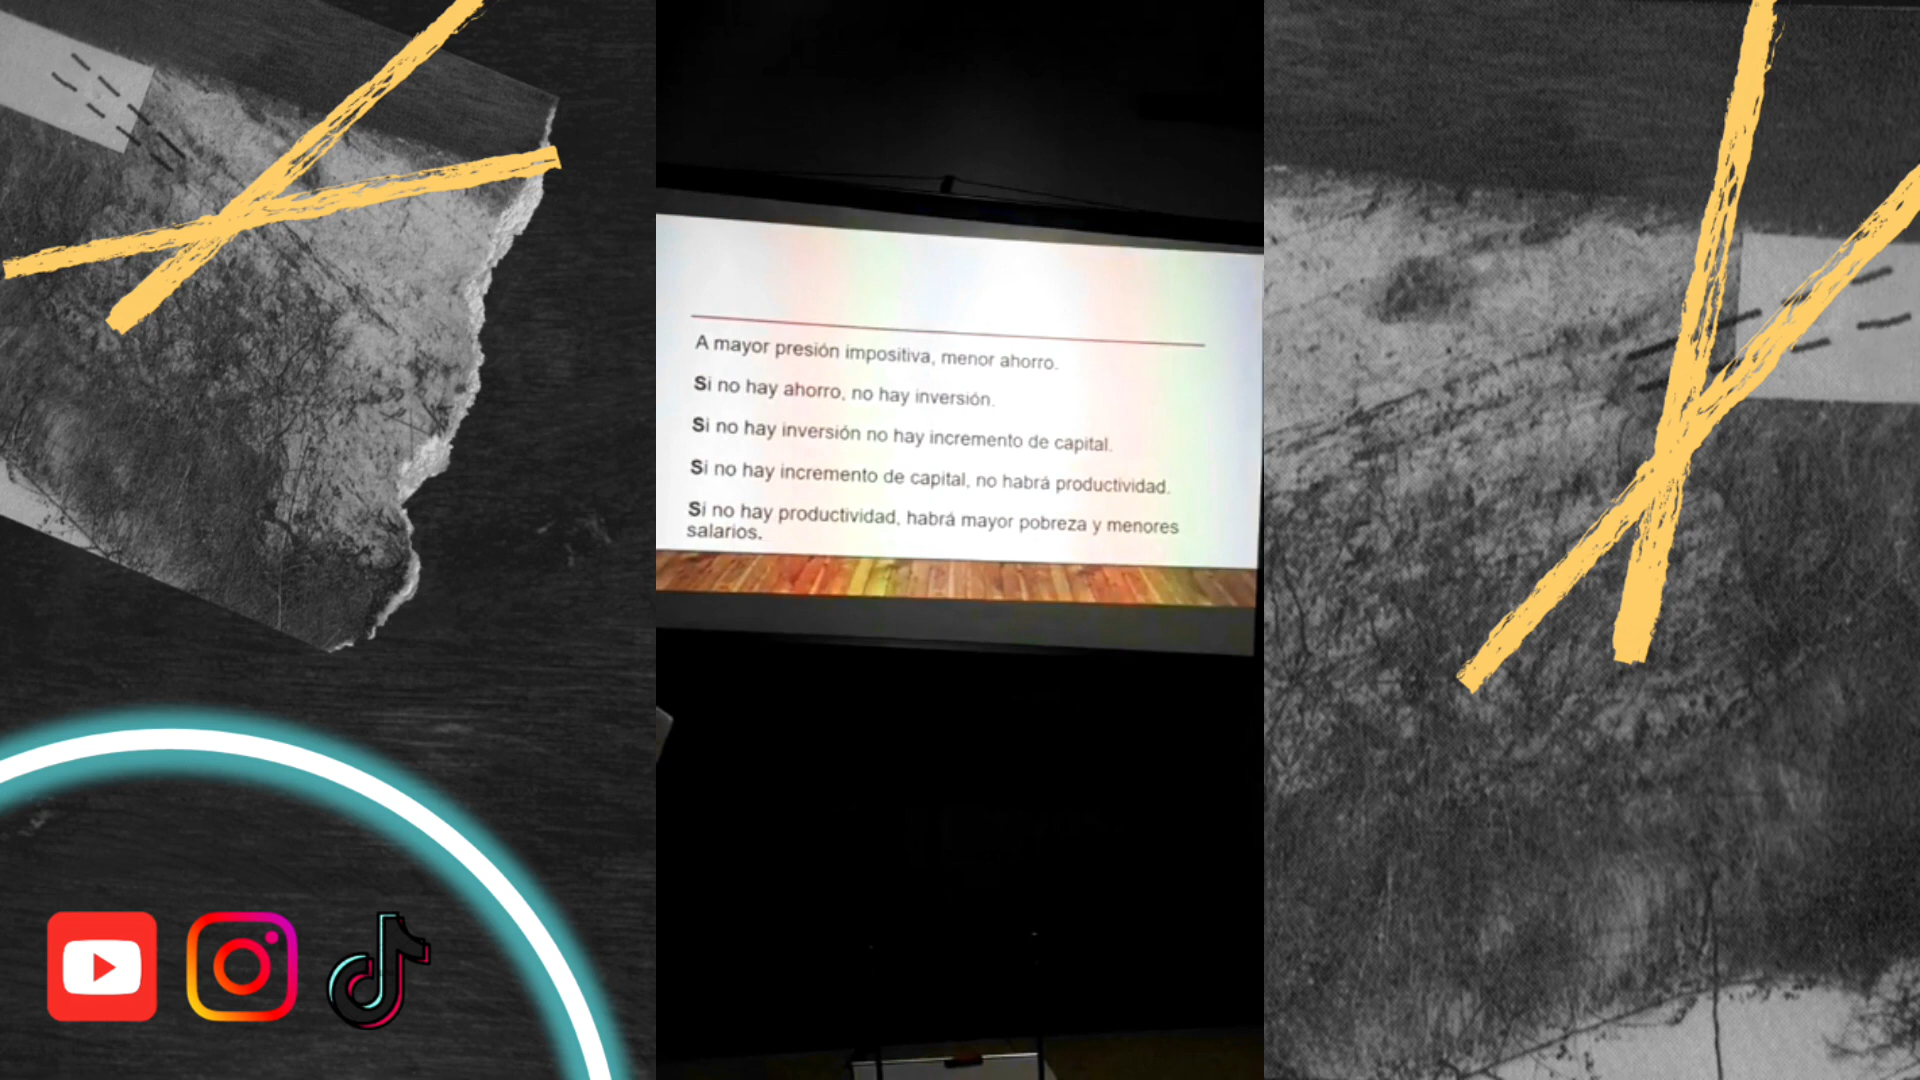 A mayor presión impositiva, menor ahorro.
Si no hay ahorro, no hay inversión.
Si no hay inversión no hay incremento de capital.
Si no hay incremento de capital, no habrá productividad.
Si no hay productividad, habrá mayor pobreza y menores
salarios.